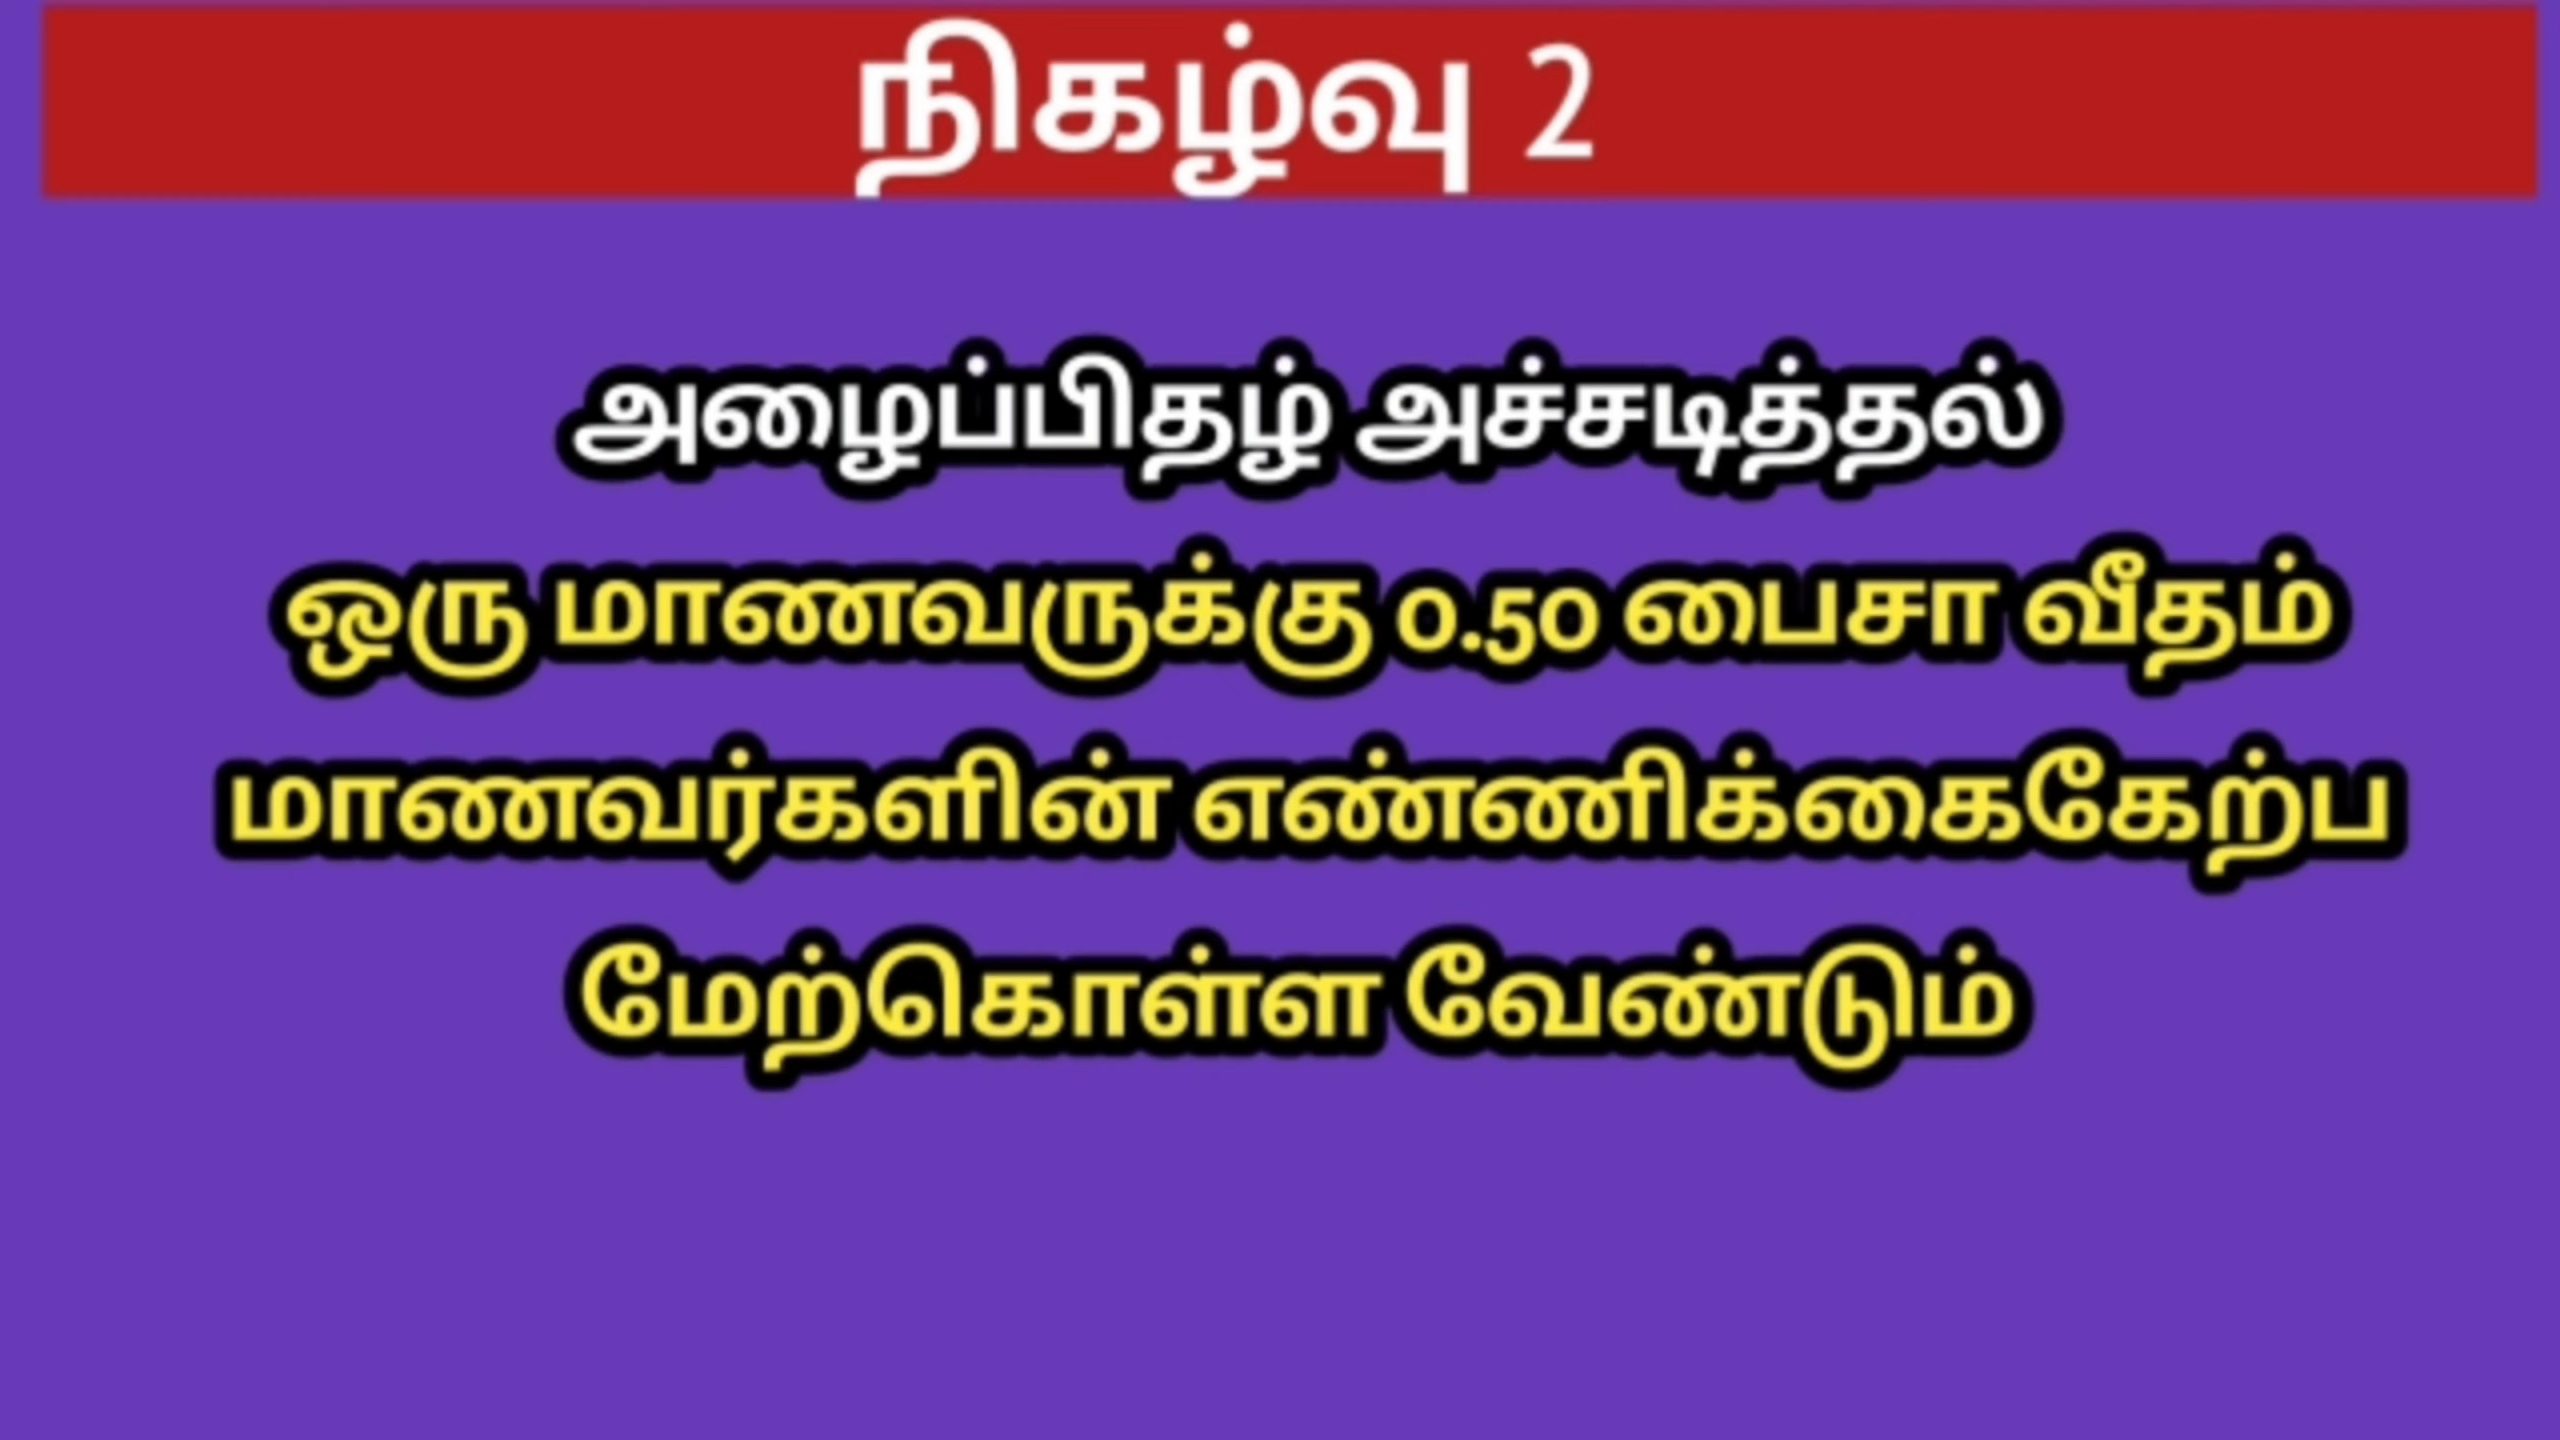 நிகழ்வு 2
அழைப்பிதழ் அச்சடித்தல்
ஒரு மாணவருக்கு 0.50 பைசா வீதம்
மாணவர்களின் எண்ணிக்கைகேற்ப
மேற்கொள்ள வேண்டும்